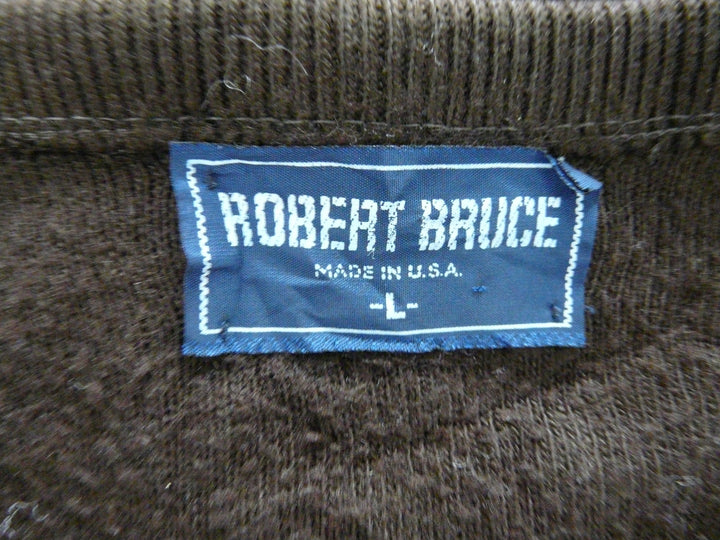 ROBERT BRUCE
MADE IN U.S.A.
-L-